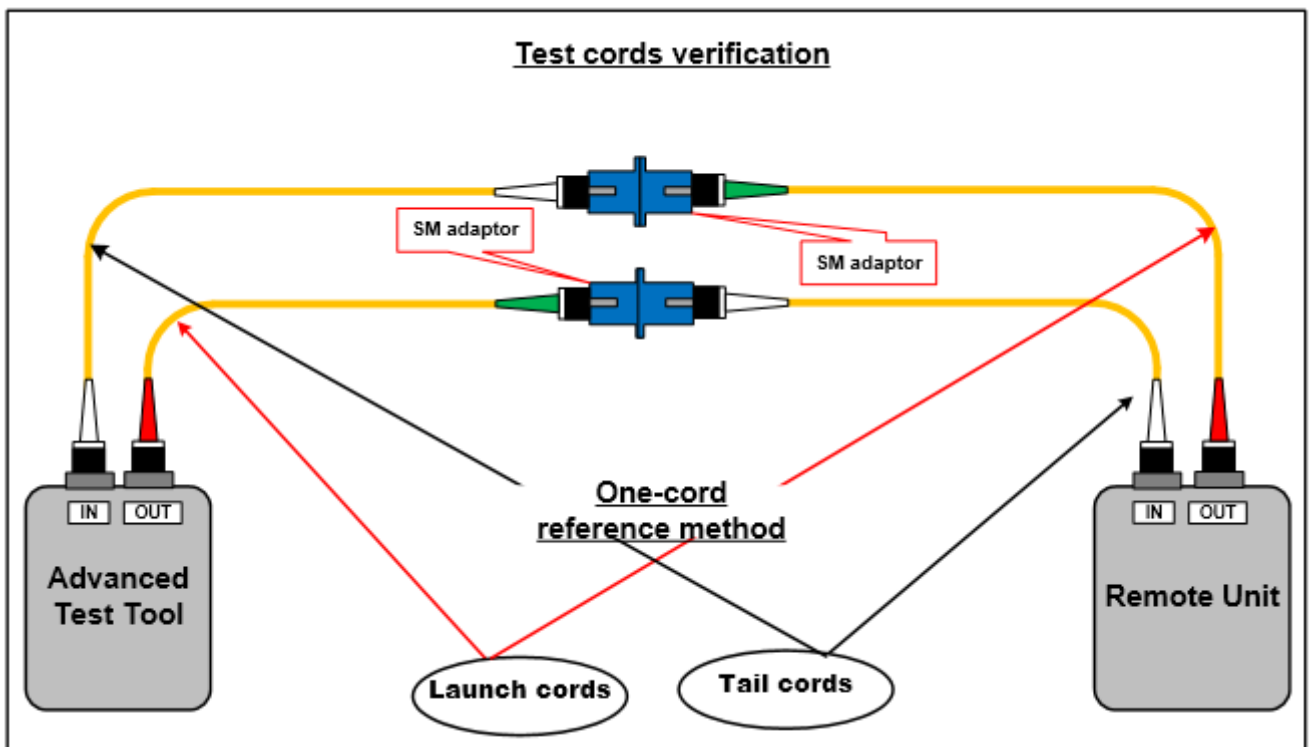 Test cords verification
SM adaptor
SM adaptor
One-cord
reference method
IN
OUT
IN
OUT
Advanced
Test Tool
Remote Unit
Launch cords
Tail cords